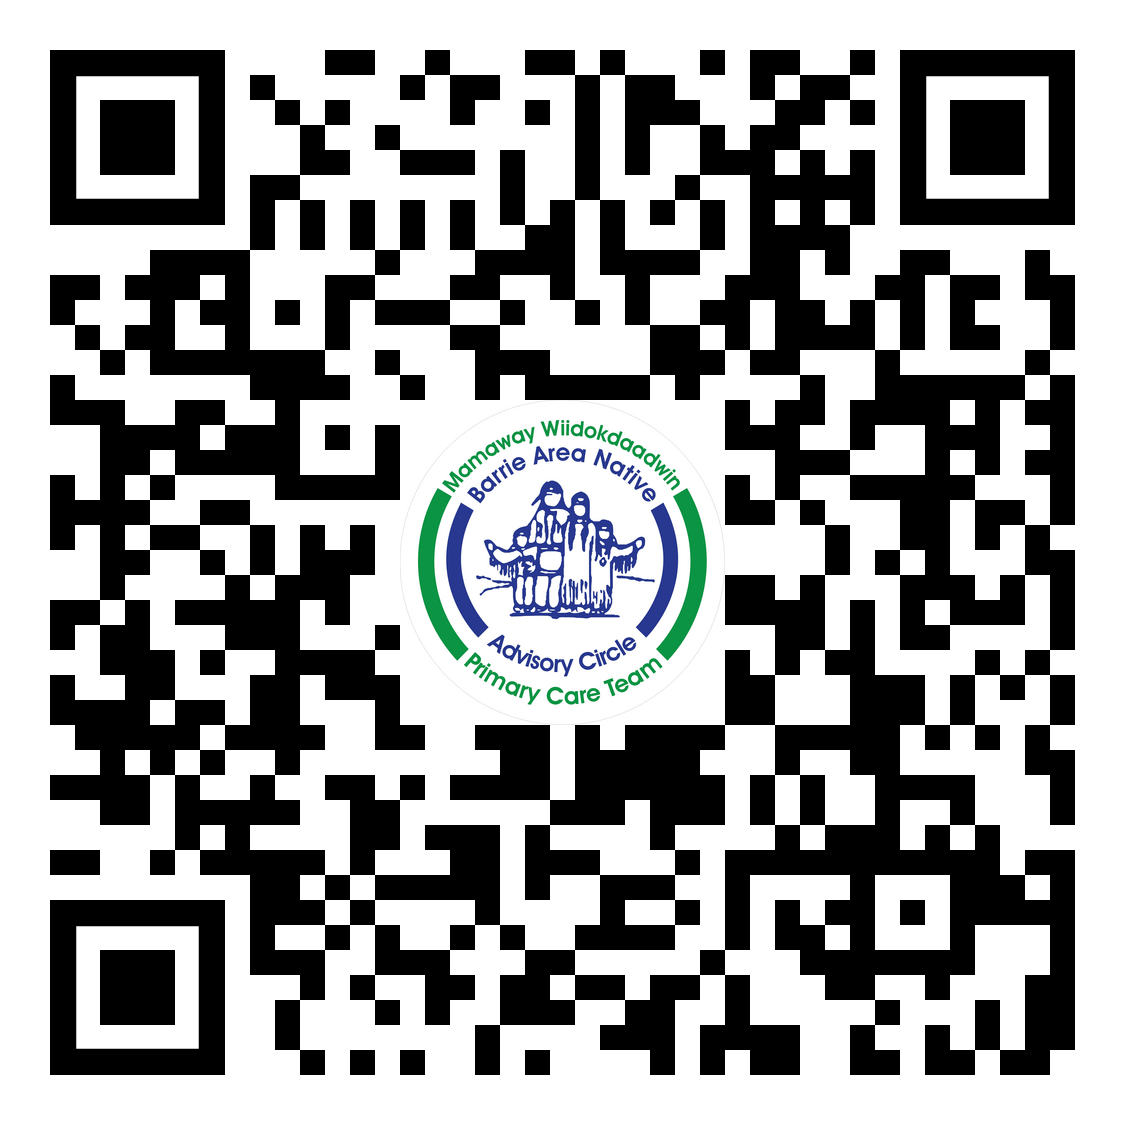 Mamaway Wiidokdaadwin
Barrie Area Native
Advisory Circle
Primary Care Team